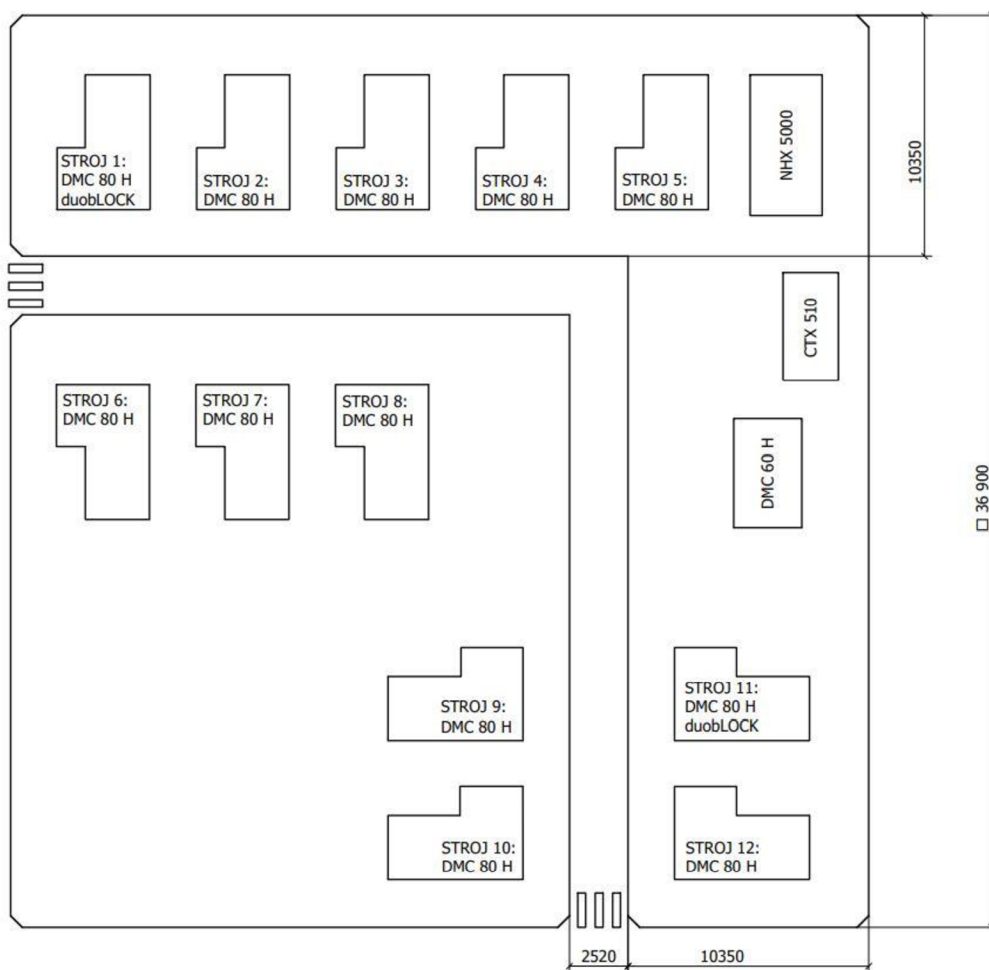 STROJ 1:
DMC 80 H
duobLOCK
STROJ 2:
DMC 80 H
STROJ 3:
DMC 80 H
STROJ 4:
DMC 80 H
STROJ 5:
DMC 80 H
NHX 5000
10350
CTX 510
STROJ 6:
DMC 80 H
STROJ 7:
DMC 80 H
STROJ 8:
DMC 80 H
DMC 60 H
□ 36 900
STROJ 9:
DMC 80 H
STROJ 11:
DMC 80 H
duobLOCK
STROJ 10:
DMC 80 H
STROJ 12:
DMC 80 H
2520
10350